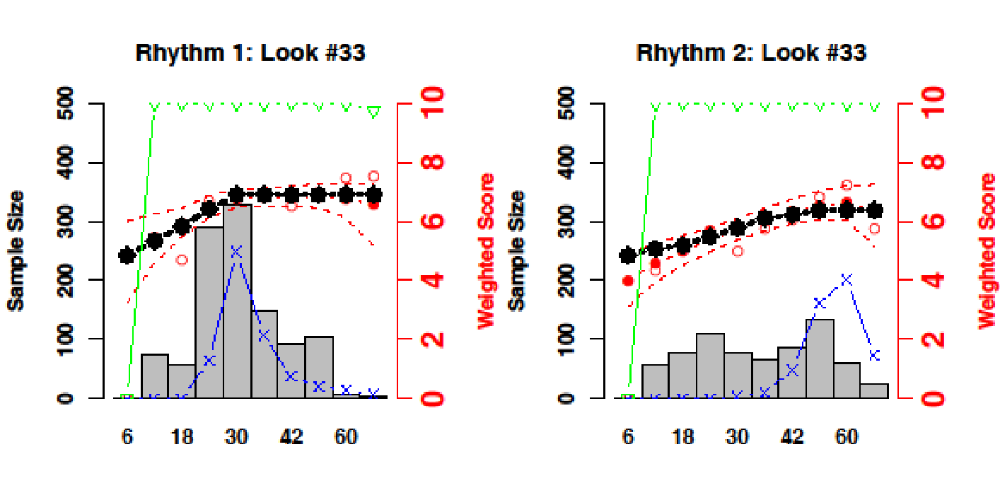 Rhythm 1: Look #33
Sample Size
0 100 200 300 400 500
6 18 30 42 60
0 2 4 6 8 10
Weighted Score
Rhythm 2: Look #33
Sample Size
0 100 200 300 400 500
6 18 30 42 60
0 2 4 6 8 10
Weighted Score